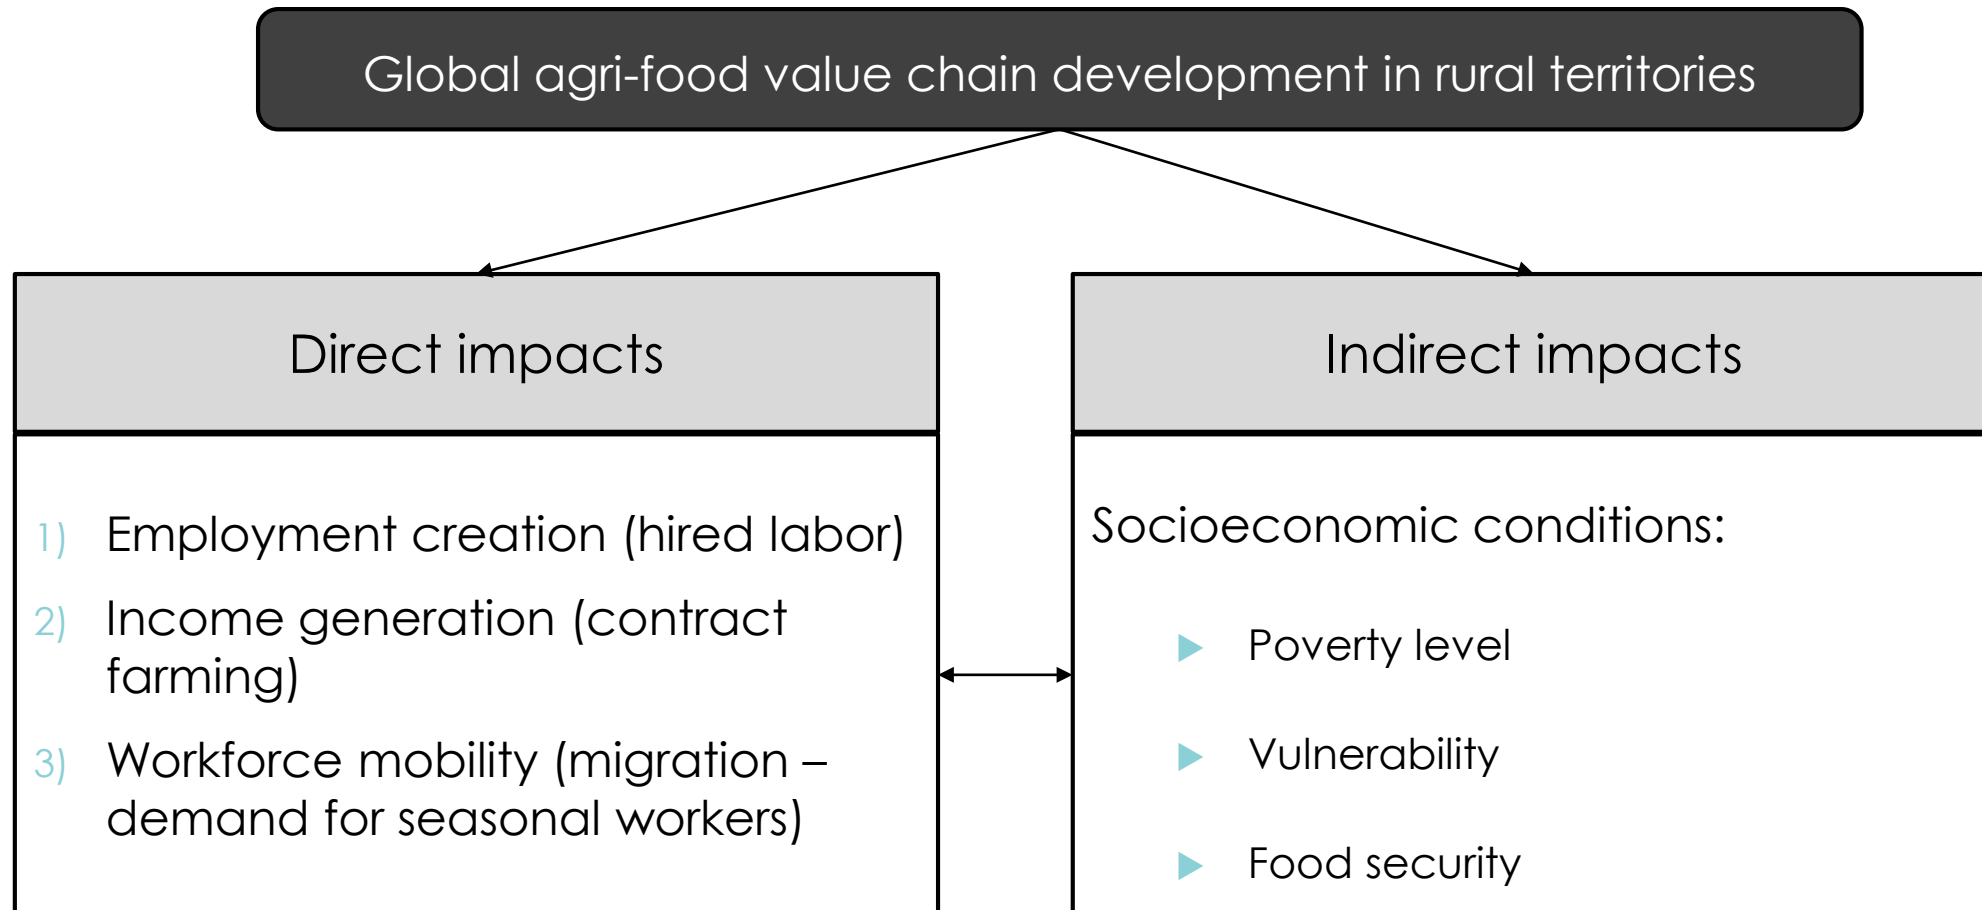 Global agri-food value chain development in rural territories
Direct impacts
1) Employment creation (hired labor)
2) Income generation (contract
farming)
3) Workforce mobility (migration –
demand for seasonal workers)
Indirect impacts
Socioeconomic conditions:
Poverty level
Vulnerability
Food security